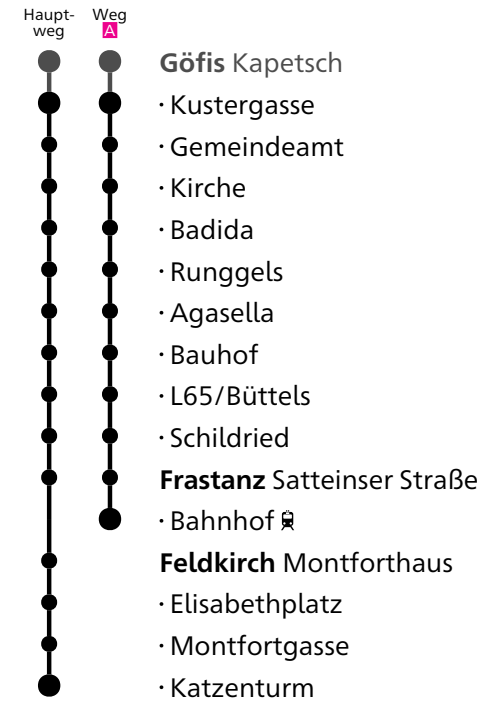 Haupt-
weg
Weg
A
Göfis Kapetsch
· Kustergasse
· Gemeindeamt
· Kirche
· Badida
· Runggels
· Agasella
· Bauhof
· L65/Büttels
· Schildried
Frastanz Satteinser Straße
· Bahnhof
Feldkirch Montforthaus
· Elisabethplatz
· Montfortgasse
· Katzenturm